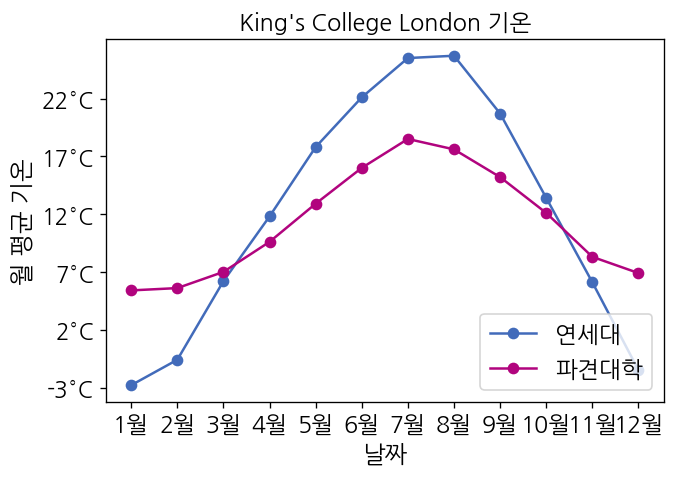 King's College London 기온
월 평균 기온
22˚C
17˚C
12˚C
7˚C
2˚C
-3˚C
연세대
파견대학
1월 2월 3월 4월 5월 6월 7월 8월 9월 10월 11월 12월
날짜